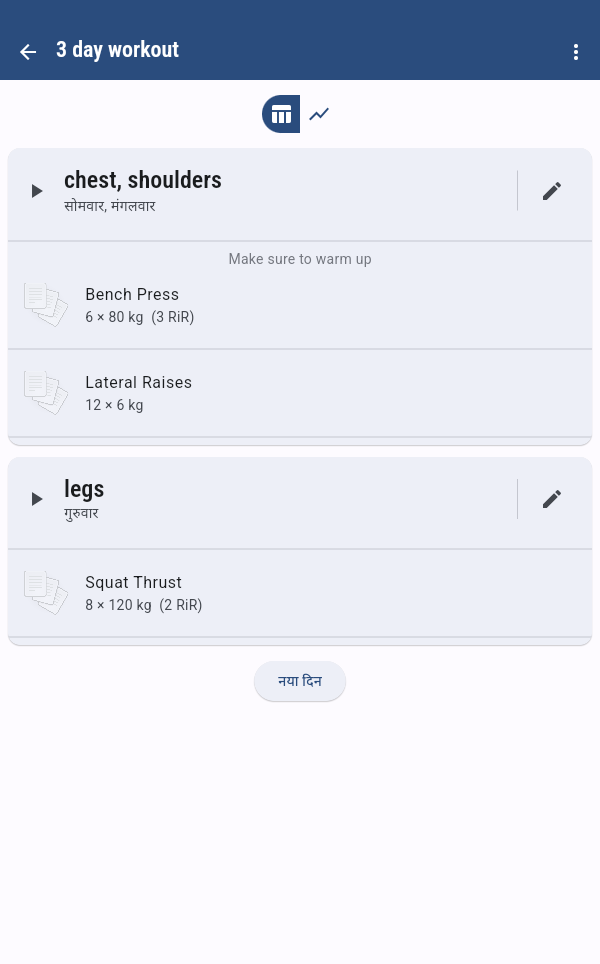 3 day workout
chest, shoulders
सोमवार, मंगलवार
Make sure to warm up
Bench Press
6 × 80 kg  (3 RiR)
Lateral Raises
12 × 6 kg
legs
गुरुवार
Squat Thrust
8 × 120 kg  (2 RiR)
नया दिन